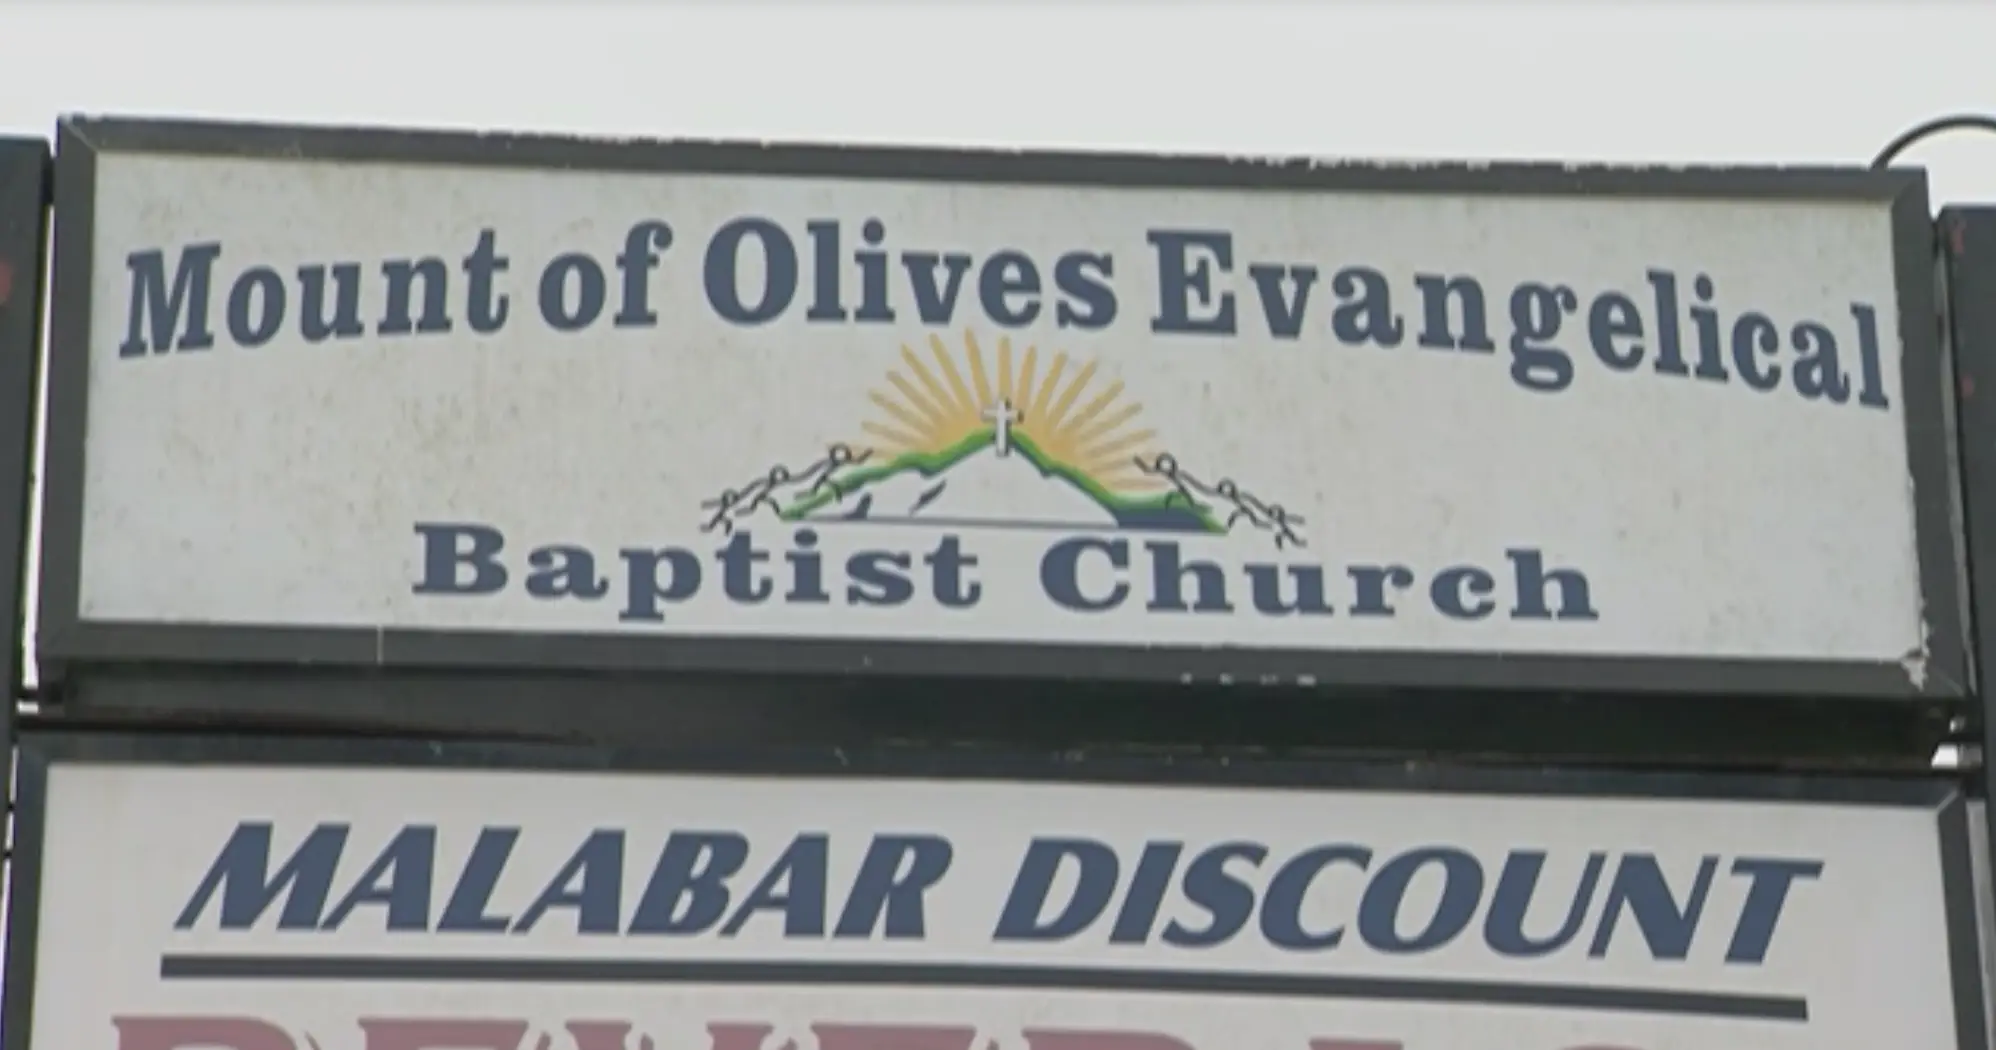 Mount of Olives Evangelical
Baptist Church
MALABAR DISCOUNT